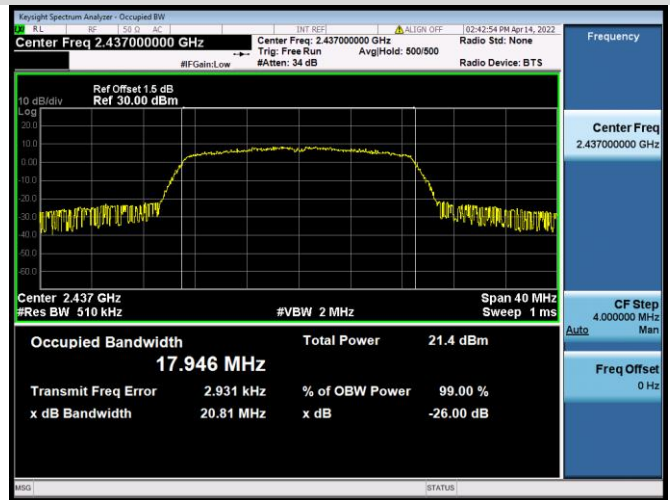 Keysight Spectrum Analyzer - Occupied BW
RL RF 50 Ω AC INT REF ALIGN OFF 02:42:54 PM Apr 14, 2022
Center Freq 2.437000000 GHz
Center Freq: 2.437000000 GHz Radio Std: None
Trig: Free Run Avg|Hold: 500/500
#IFGain:Low #Atten: 34 dB Radio Device: BTS
Frequency
Ref Offset 1.5 dB
10 dB/div Ref 30.00 dBm
Log
20.0
10.0
0.00
-10.0
-20.0
-30.0
-40.0
-50.0
-60.0
Center Freq
2.437000000 GHz
Center 2.437 GHz Span 40 MHz
#Res BW 510 kHz #VBW 2 MHz Sweep 1 ms
CF Step
4.000000 MHz
Auto Man
Occupied Bandwidth Total Power 21.4 dBm
17.946 MHz
Freq Offset
0 Hz
Transmit Freq Error 2.931 kHz % of OBW Power 99.00 %
x dB Bandwidth 20.81 MHz x dB -26.00 dB
MSG STATUS